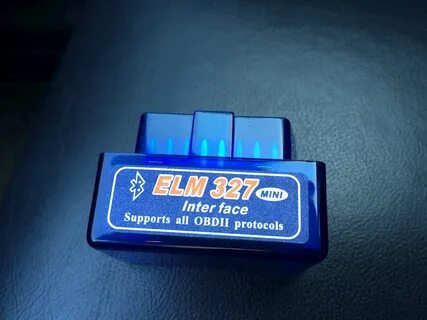 ELM 327 MINI
Inter face
Supports all OBDII protocols